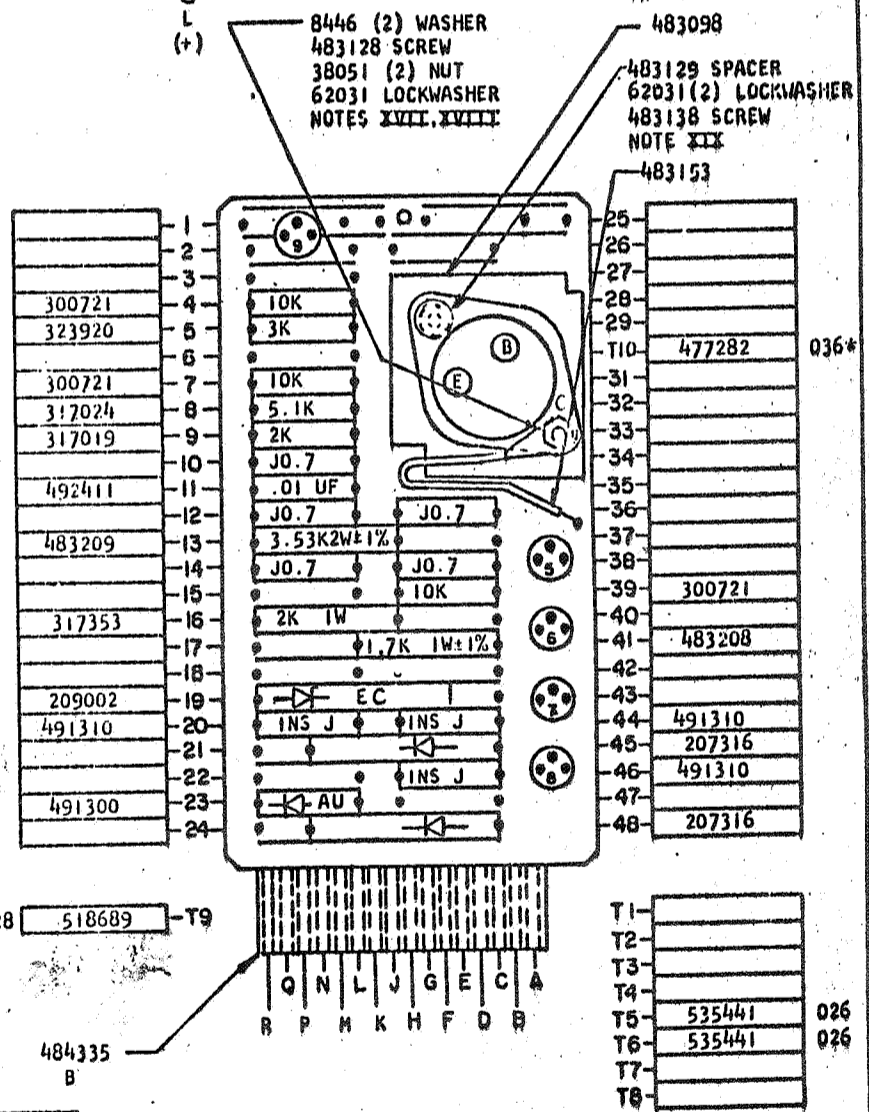 L
(+)
8446 (2) WASHER
483128 SCREW
38051 (2) NUT
62031 LOCKWASHER
NOTES XVII, XVIII
483098
483129 SPACER
62031(2) LOCKWASHER
483138 SCREW
NOTE XIX
483153
1 9 25
2 26
3 27
300721 4 10K 28
323920 5 3K 29
6 B T10 477282 036*
300721 7 10K E 31
317024 8 5.1K C 32
317019 9 2K 33
10 J0.7 34
492411 11 .01 UF 35
12 J0.7 J0.7 36
483209 13 3.53K2W±1% 37
14 J0.7 J0.7 5 38
15 10K 39 300721
317353 16 2K 1W 6 40
17 1.7K 1W±1% 41 483208
18 42
209002 19 EC 7 43
491310 20 INS J INS J 44 491310
21 45 207316
22 INS J 8 46 491310
491300 23 AU 47
24 48 207316
28 518689 T9
T1
T2
T3
T4
T5 535441 026
T6 535441 026
T7
T8
Q N L J G E C A
R P M K H F D B
484335
B